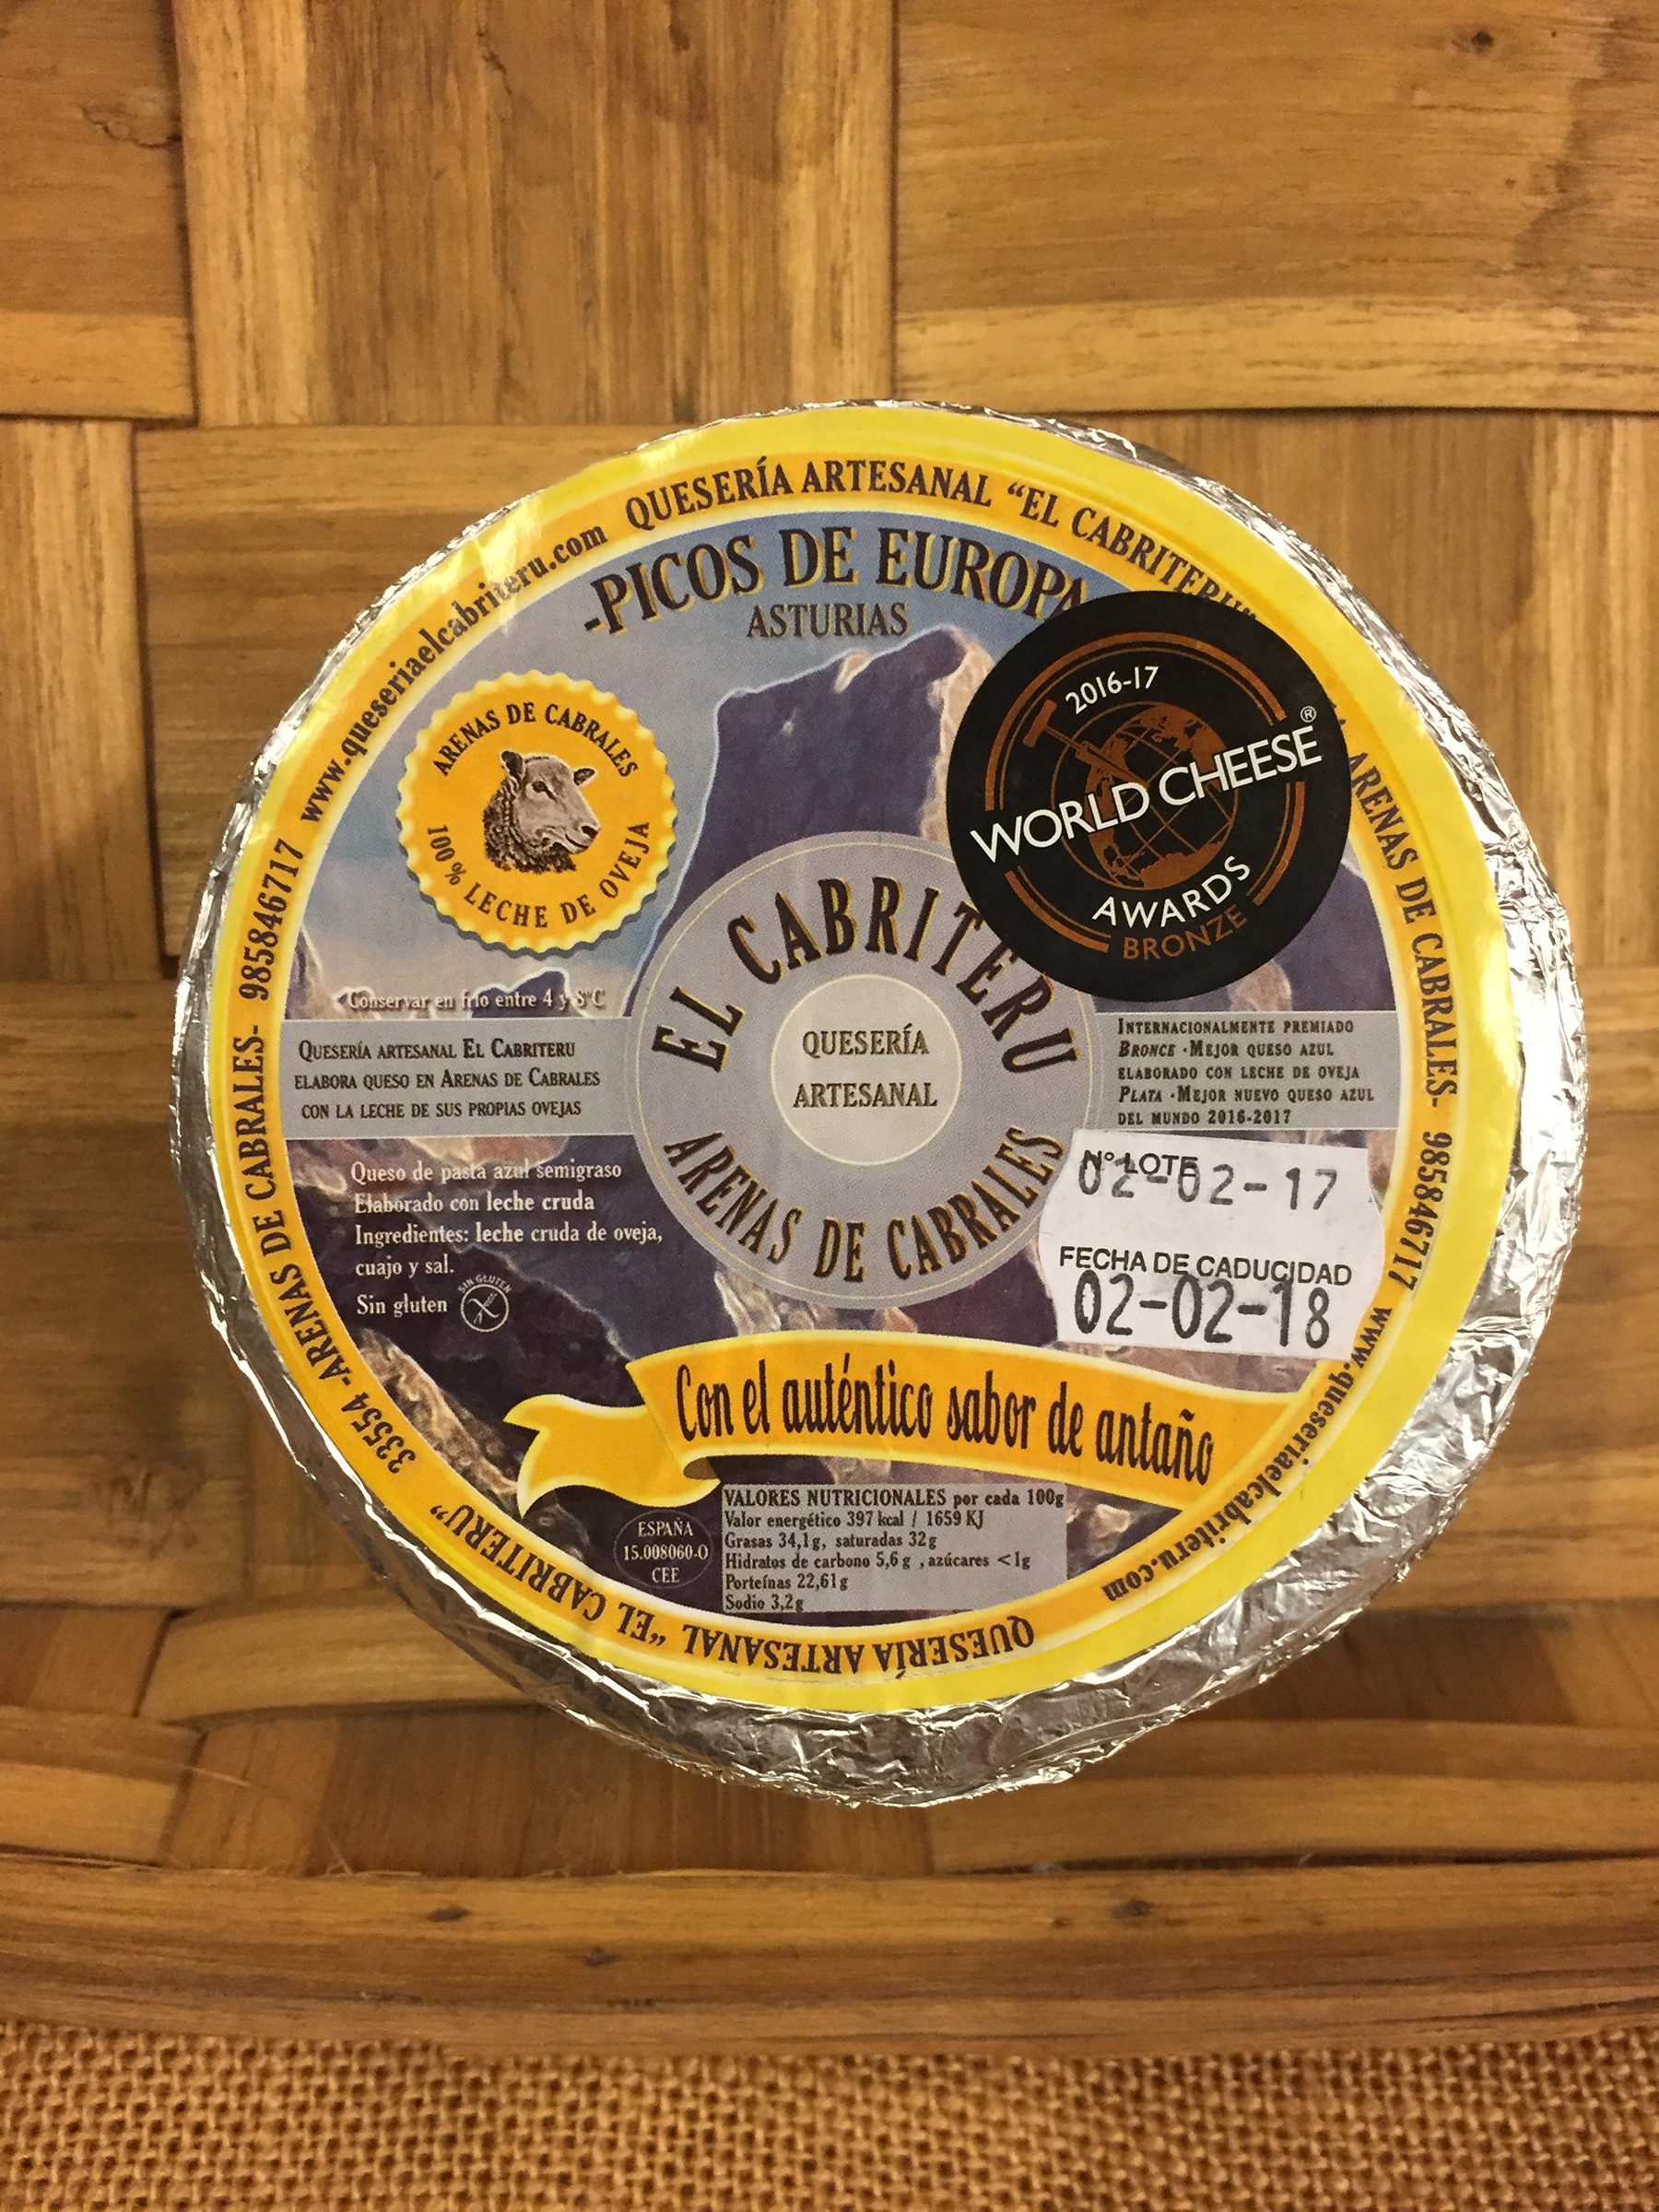 www.queseriaelcabriteru.com QUESERÍA ARTESANAL "EL CABRITERU"
ARENAS DE CABRALES- 985846717 www.queseriaelcabriteru.com
QUESERÍA ARTESANAL "EL CABRITERU"
33554 -ARENAS DE CABRALES- 985846717
-PICOS DE EUROPA
ASTURIAS
ARENAS DE CABRALES
100% LECHE DE OVEJA
2016-17
WORLD CHEESE®
AWARDS
BRONZE
EL CABRITERU
QUESERÍA
ARTESANAL
ARENAS DE CABRALES
Conservar en frío entre 4 y 8°C
QUESERÍA ARTESANAL EL CABRITERU
ELABORA QUESO EN ARENAS DE CABRALES
CON LA LECHE DE SUS PROPIAS OVEJAS
INTERNACIONALMENTE PREMIADO
BRONCE ·MEJOR QUESO AZUL
ELABORADO CON LECHE DE OVEJA
PLATA ·MEJOR NUEVO QUESO AZUL
DEL MUNDO 2016-2017
Queso de pasta azul semigraso
Elaborado con leche cruda
Ingredientes: leche cruda de oveja,
cuajo y sal.
Sin gluten
SIN GLUTEN
Nº LOTE
02-02-17
FECHA DE CADUCIDAD
02-02-18
Con el auténtico sabor de antaño
ESPAÑA
15.008060-O
CEE
VALORES NUTRICIONALES por cada 100g
Valor energético 397 kcal / 1659 KJ
Grasas 34,1g, saturadas 32g
Hidratos de carbono 5,6 g , azúcares <1g
Porteínas 22,61g
Sodio 3,2g